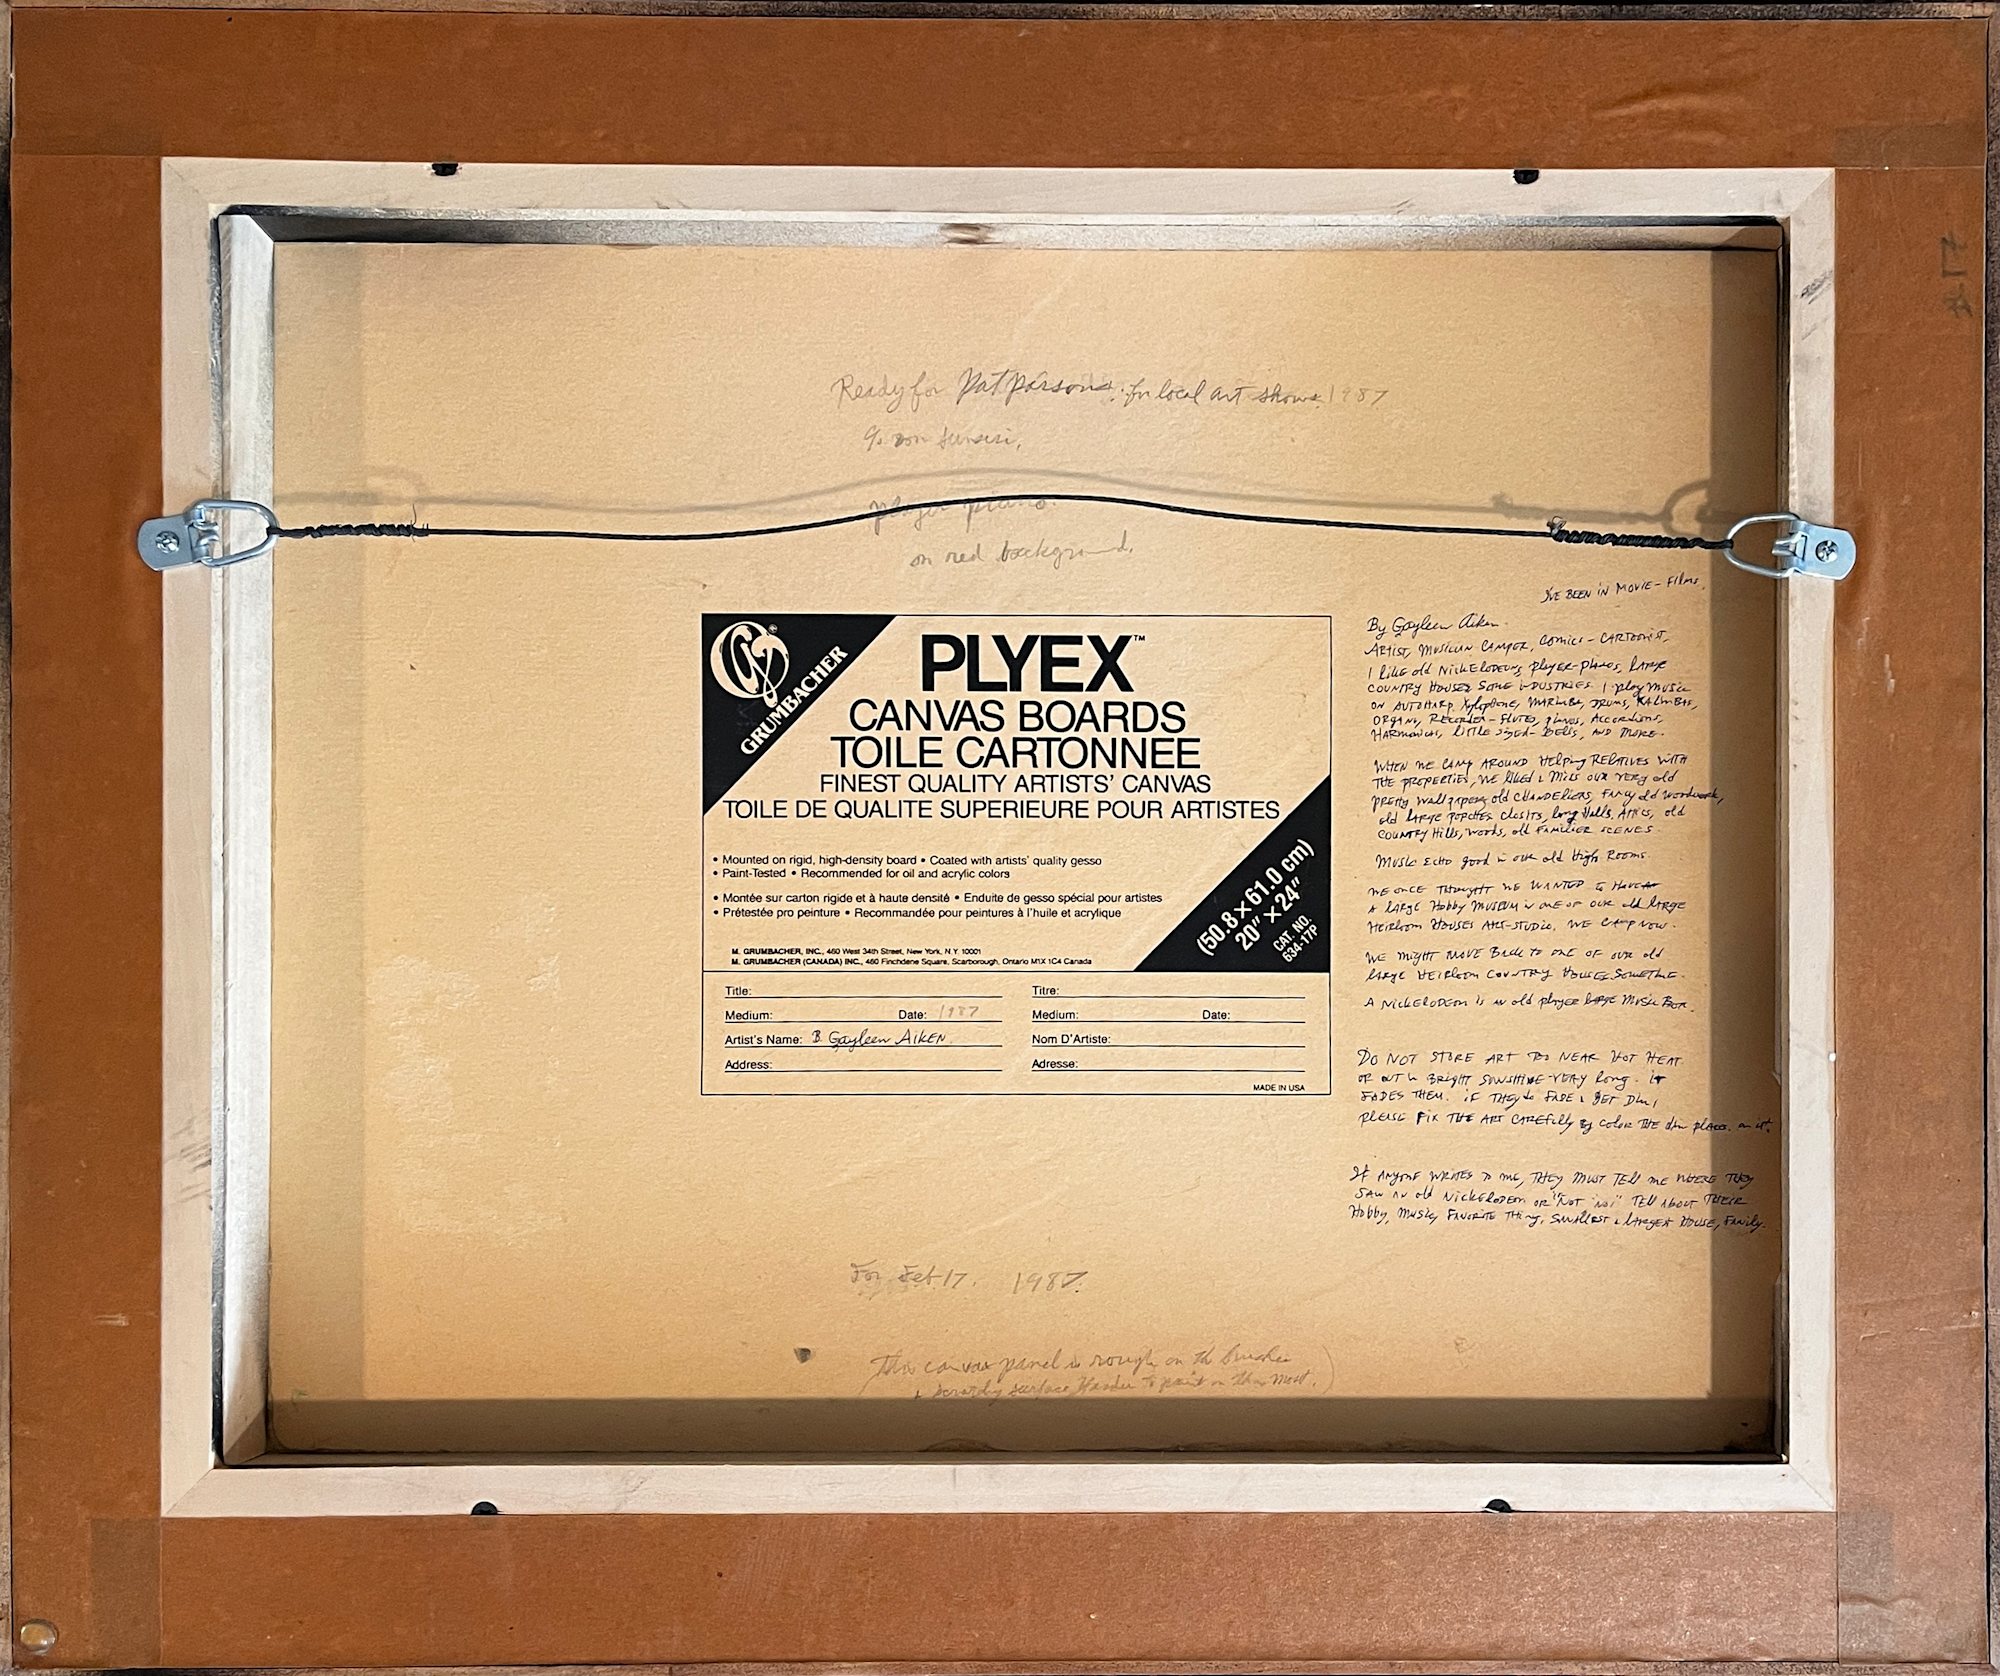 Ready for Pat Parsons. for local art shows. 1987
% Don Sunseri,
player piano.
on red background.
GRUMBACHER
PLYEX™
CANVAS BOARDS
TOILE CARTONNEE
FINEST QUALITY ARTISTS' CANVAS
TOILE DE QUALITE SUPERIEURE POUR ARTISTES
• Mounted on rigid, high-density board • Coated with artists' quality gesso
• Paint-Tested • Recommended for oil and acrylic colors
• Montée sur carton rigide et à haute densité • Enduite de gesso spécial pour artistes
• Prétestée pro peinture • Recommandée pour peintures à l'huile et acrylique
(50.8 × 61.0 cm)
20" × 24"
CAT. NO.
634-17P
M. GRUMBACHER, INC., 460 West 34th Street, New York, N.Y. 10001
M. GRUMBACHER (CANADA) INC., 460 Finchdene Square, Scarborough, Ontario M1X 1C4 Canada
Title: Titre:
Medium: Date: 1987 Medium: Date:
Artist's Name: B. Gayleen AiKEN. Nom D'Artiste:
Address: Adresse:
MADE IN USA
I'VE BEEN IN MOVIE-FILMS.
By Gayleen Aiken.
ARTIST, MUSICIAN CAMPER, COMICS-CARTOONIST,
I like old NICKELODEONS, PLAYER-PIANOS, LARGE
COUNTRY HOUSES SOME INDUSTRIES. I play MUSIC
ON AUTOHARP, Xylophone, MARIMBA, DRUMS, KALIMBAS,
ORGANS, RECORDER-FLUTES, PIANOS, ACCORDIONS,
HARMONICAS, LITTLE SIZED-BELLS, AND MORE.
WHEN WE CAMP AROUND HELPING RELATIVES WITH
THE PROPERTIES, WE LIKED & MISS OUR VERY old
PRETTY wallpapers, old CHANDELIERS, FANCY old woodwork,
old LARGE PORCHES CLOSETS, long Halls, ATTICS, old
COUNTRY Hills, woods, old FAMILIER SCENES.
MUSIC ECHO good in our old High Rooms.
WE ONCE THOUGHT WE WANTED to HAVE
A LARGE Hobby MUSEUM in ONE OF OUR old LARGE
Heirloom HOUSES ART-STUDIO, WE CAMP NOW.
WE MIGHT MOVE BACK TO ONE OF OUR old
LARGE HEIRLOOM COUNTRY HOUSES SOMETIME.
A NICKELODEON is an old player MUSIC BOX.
DO NOT STORE ART TOO NEAR HOT HEAT.
OR OUT in BRIGHT SUNSHINE VERY long. it
FADES THEM. if THEY do FADE & GET Dim,
PLEASE FIX THE ART CAREFULLY By COLOR THE dim PLACES. on it.
If ANYONE WRITES to me, THEY MUST TELL me WHERE THEY
SAW AN old NICKELODEON OR "NOT" "NO!" TELL ABOUT THEIR
Hobby, MUSIC, FAVORITE THING, SMALLEST & LARGEST HOUSE, FAMILY.
For Feb 17. 1987.
(This canvas panel is rough on the brushes
& scratchy surface. Harder to paint on than most.)
#17